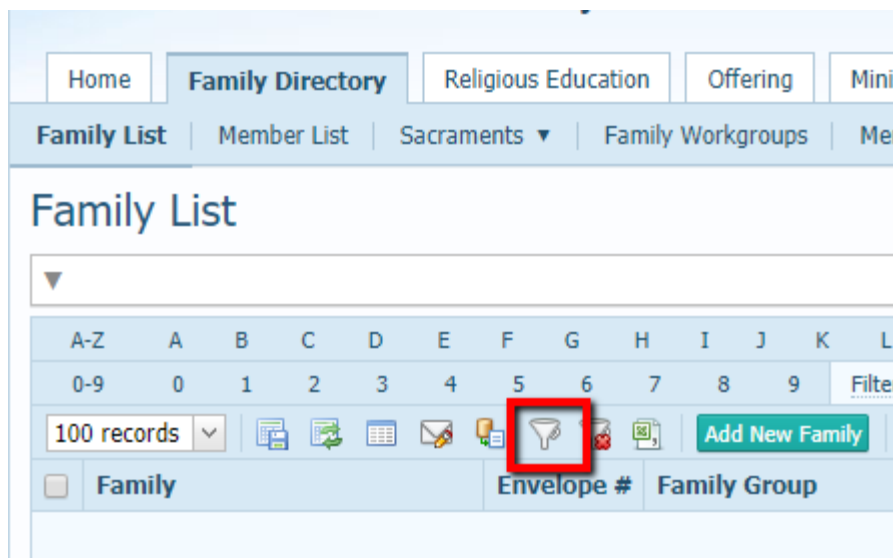 Home Family Directory Religious Education Offering
Family List Member List Sacraments ▼ Family Workgroups
Family List
▼
A-Z A B C D E F G H I J K L
0-9 0 1 2 3 4 5 6 7 8 9
100 records Add New Family
Family Envelope # Family Group